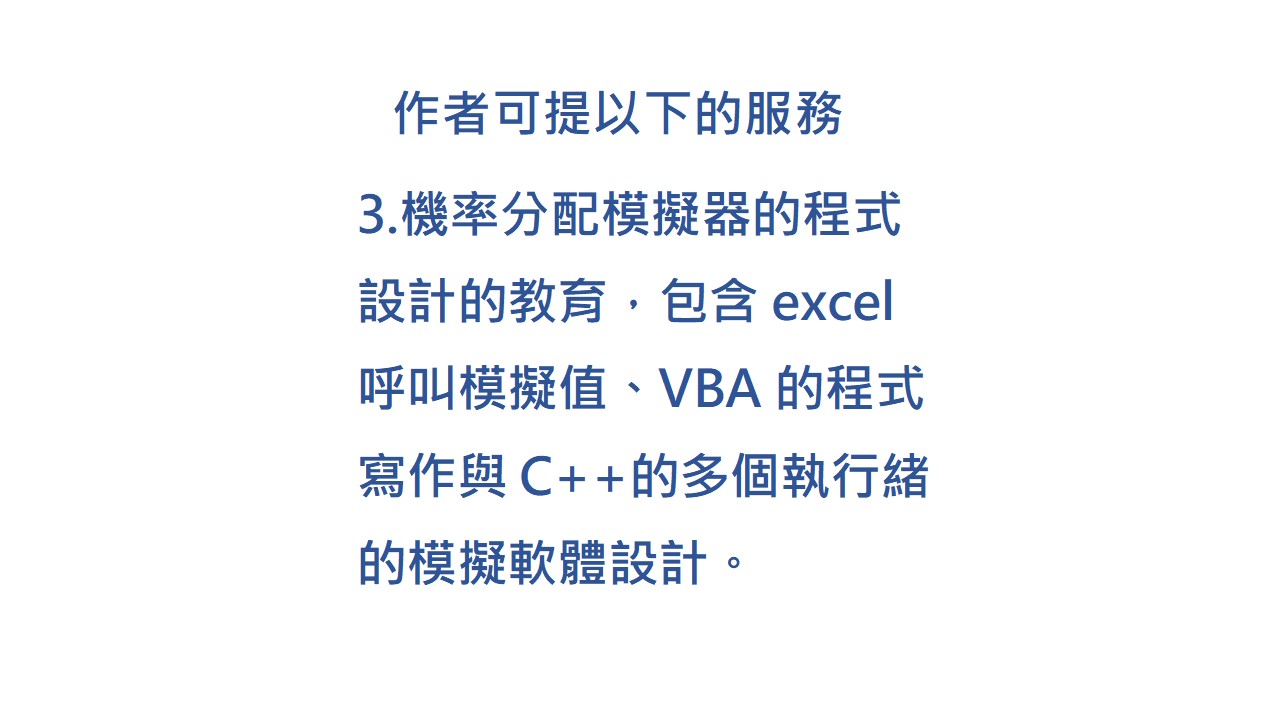 作者可提以下的服務
3.機率分配模擬器的程式
設計的教育，包含 excel
呼叫模擬值、VBA 的程式
寫作與 C++的多個執行緒
的模擬軟體設計。